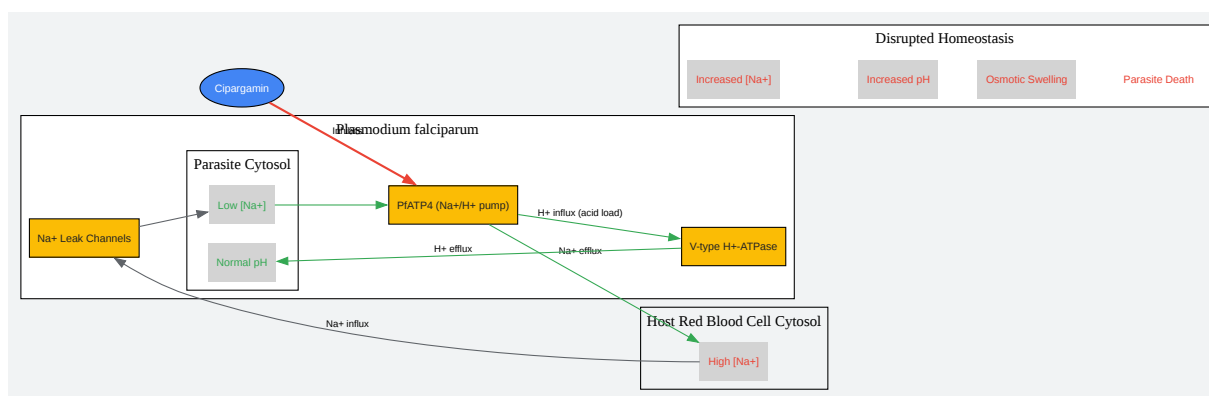 Disrupted Homeostasis
Increased [Na+]
Increased pH
Osmotic Swelling
Parasite Death
Cipargamin
Inhibits
Plasmodium falciparum
Parasite Cytosol
Low [Na+]
PfATP4 (Na+/H+ pump)
H+ influx (acid load)
Na+ Leak Channels
V-type H+-ATPase
H+ efflux
Na+ efflux
Normal pH
Host Red Blood Cell Cytosol
Na+ influx
High [Na+]